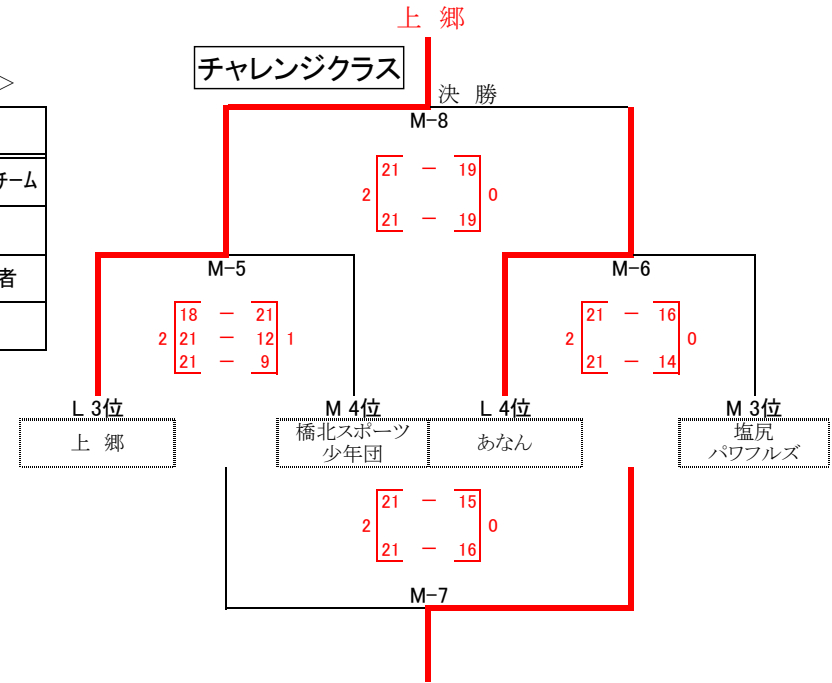 上 郷
チャレンジクラス
>
決 勝
M-8
チーム
21 － 19
2 0
21 － 19
者
M-5
M-6
18 － 21
2 21 － 12 1
21 － 9
21 － 16
2 0
21 － 14
L 3位
M 4位
L 4位
M 3位
上 郷
橋北スポーツ
少年団
あなん
塩尻
パワフルズ
21 － 15
2 0
21 － 16
M-7